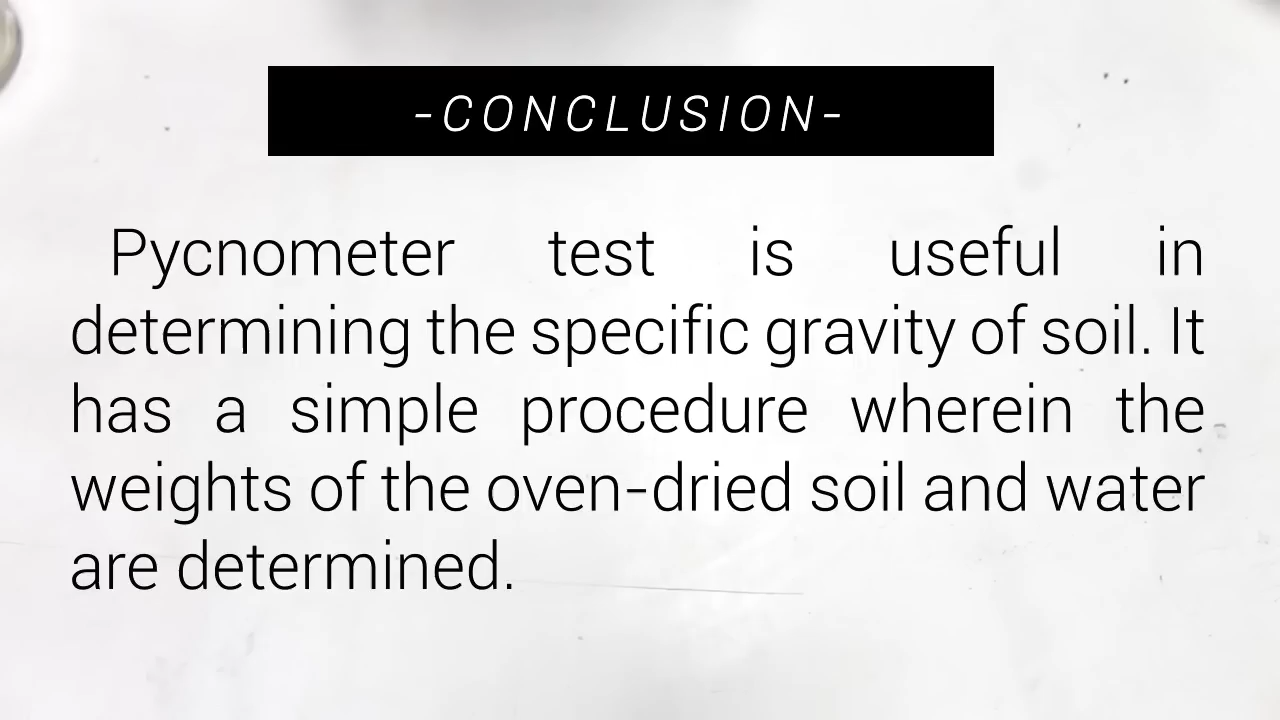 -CONCLUSION-
Pycnometer test is useful in
determining the specific gravity of soil. It
has a simple procedure wherein the
weights of the oven-dried soil and water
are determined.